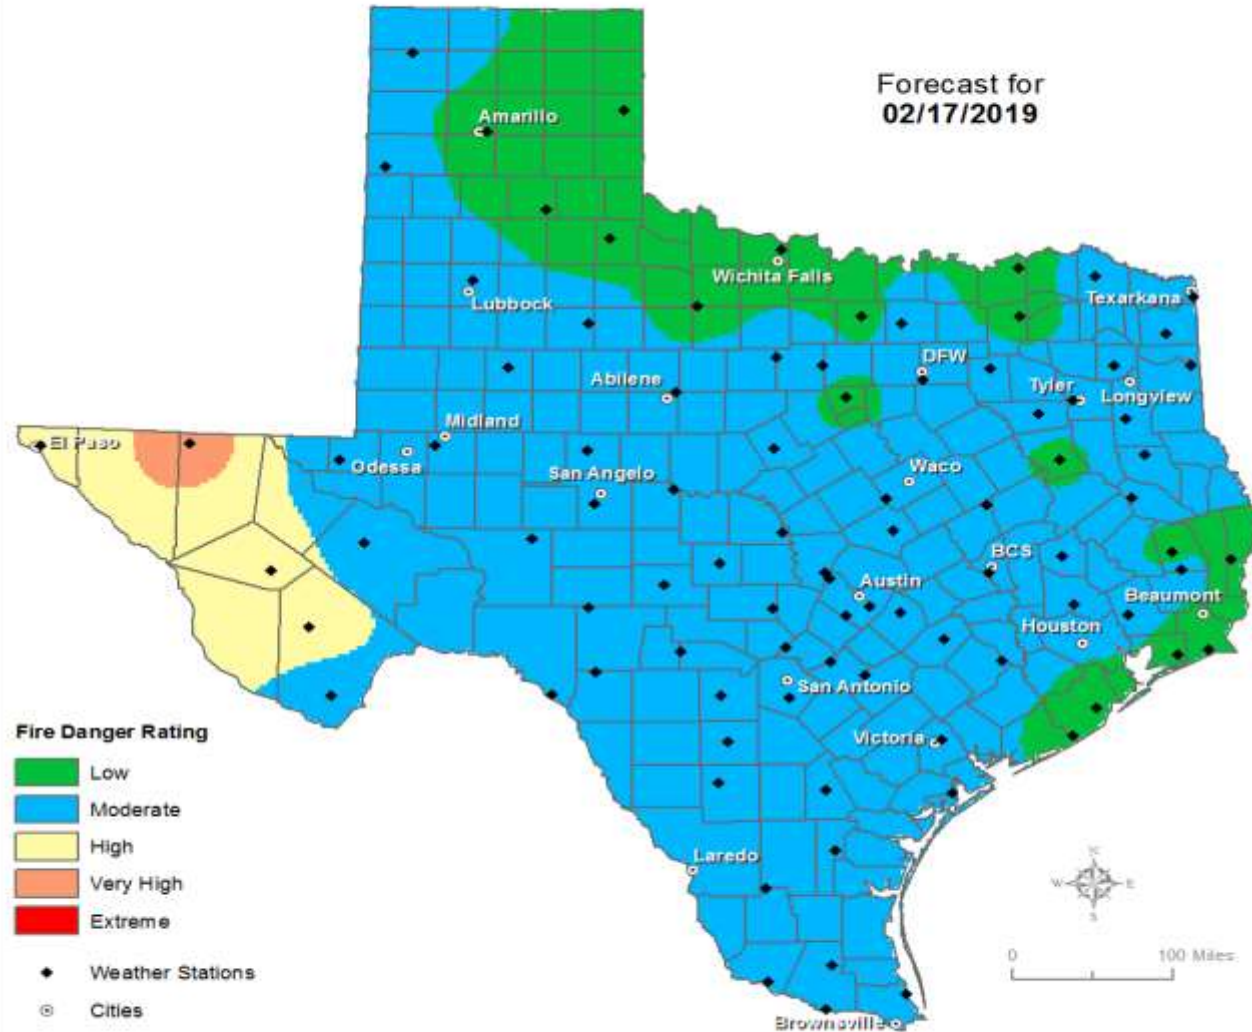 Forecast for
02/17/2019
Amarillo
Wichita Falls
Lubbock
Texarkana
DFW
Abilene
Tyler
Longview
Midland
El Paso
Odessa
San Angelo
Waco
BCS
Austin
Beaumont
Houston
San Antonio
Victoria
Laredo
Brownsville
Fire Danger Rating
Low
Moderate
High
Very High
Extreme
Weather Stations
Cities
N
W E
S
0 100 Miles